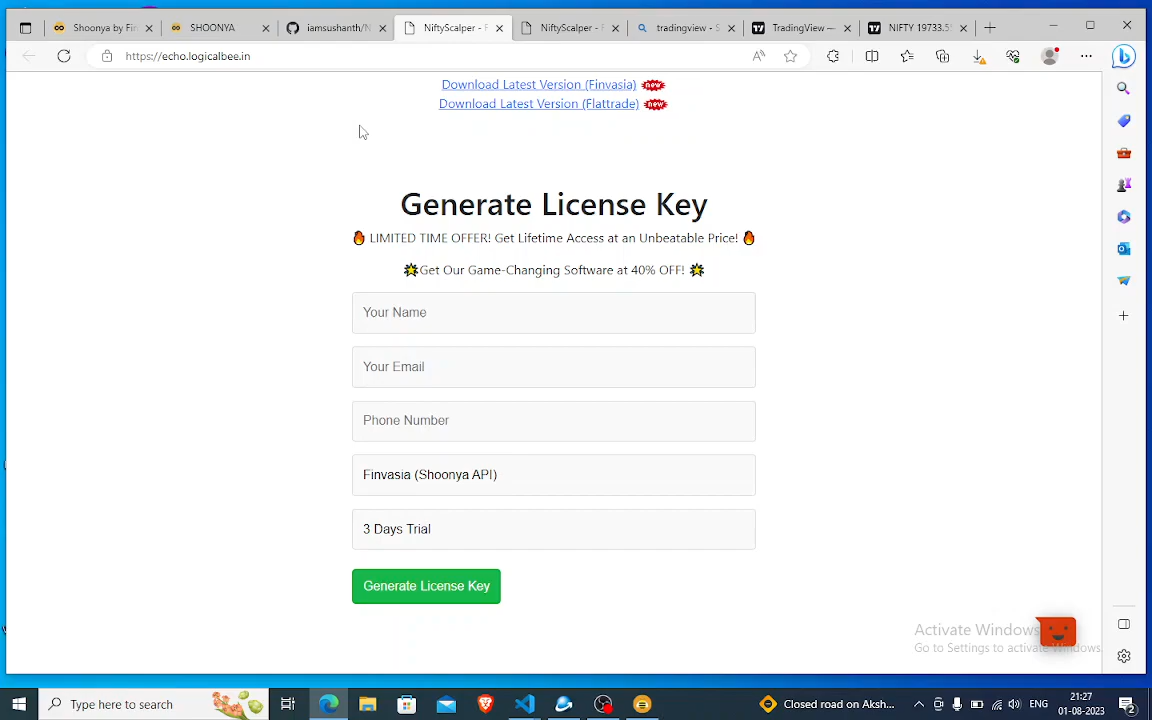 Shoonya by Fin
SHOONYA
iamsushanth/N
NiftyScalper - F
NiftyScalper - F
tradingview - S
TradingView —
NIFTY 19733.5
https://echo.logicalbee.in
Download Latest Version (Finvasia) new
Download Latest Version (Flattrade) new
Generate License Key
🔥 LIMITED TIME OFFER! Get Lifetime Access at an Unbeatable Price! 🔥
🌟Get Our Game-Changing Software at 40% OFF! 🌟
Your Name
Your Email
Phone Number
Finvasia (Shoonya API)
3 Days Trial
Generate License Key
Activate Windows
Go to Settings to activate Windows.
Type here to search
Closed road on Aksh...
ENG
21:27
01-08-2023
2